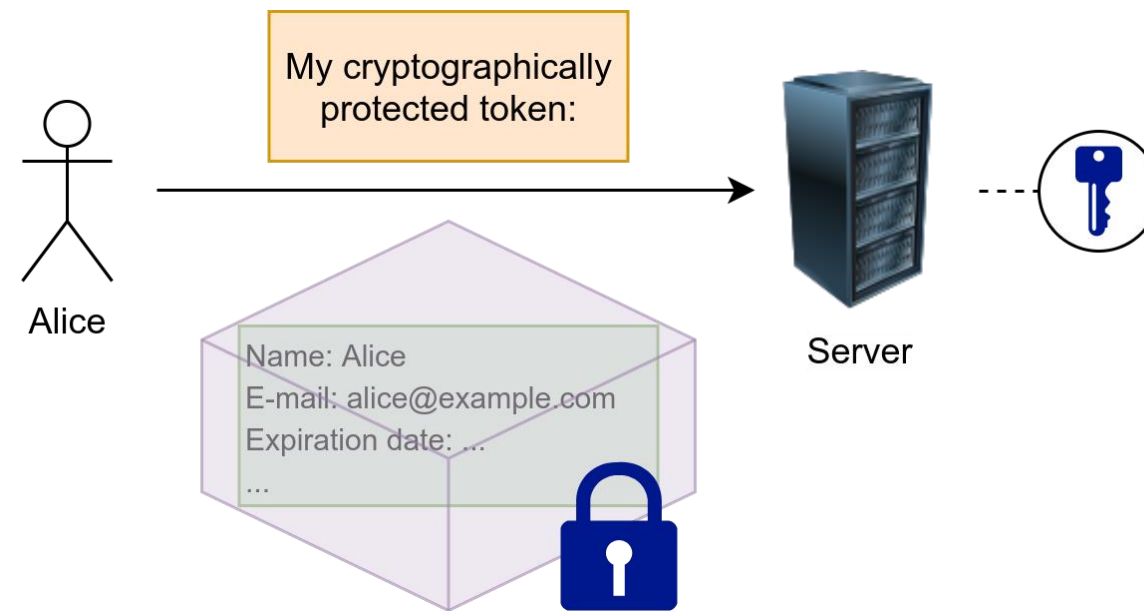 My cryptographically
protected token:
Alice
Server
Name: Alice
E-mail: alice@example.com
Expiration date: ...
...